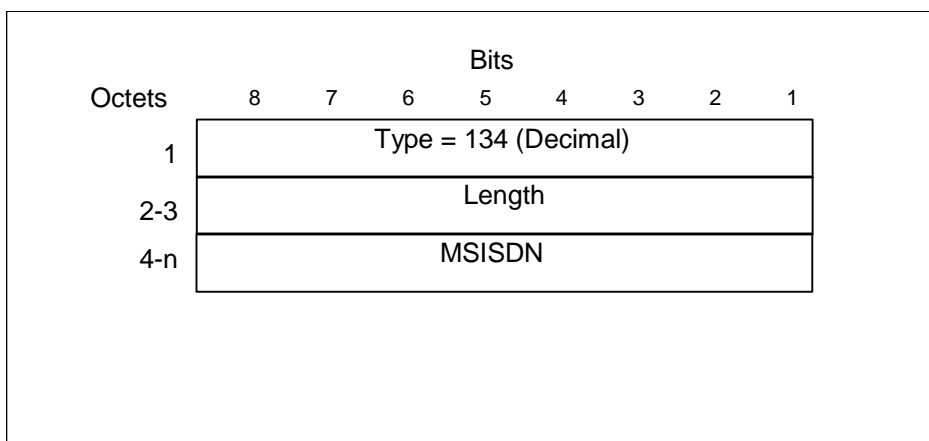 Bits
Octets 8 7 6 5 4 3 2 1
1 Type = 134 (Decimal)
2-3 Length
4-n MSISDN